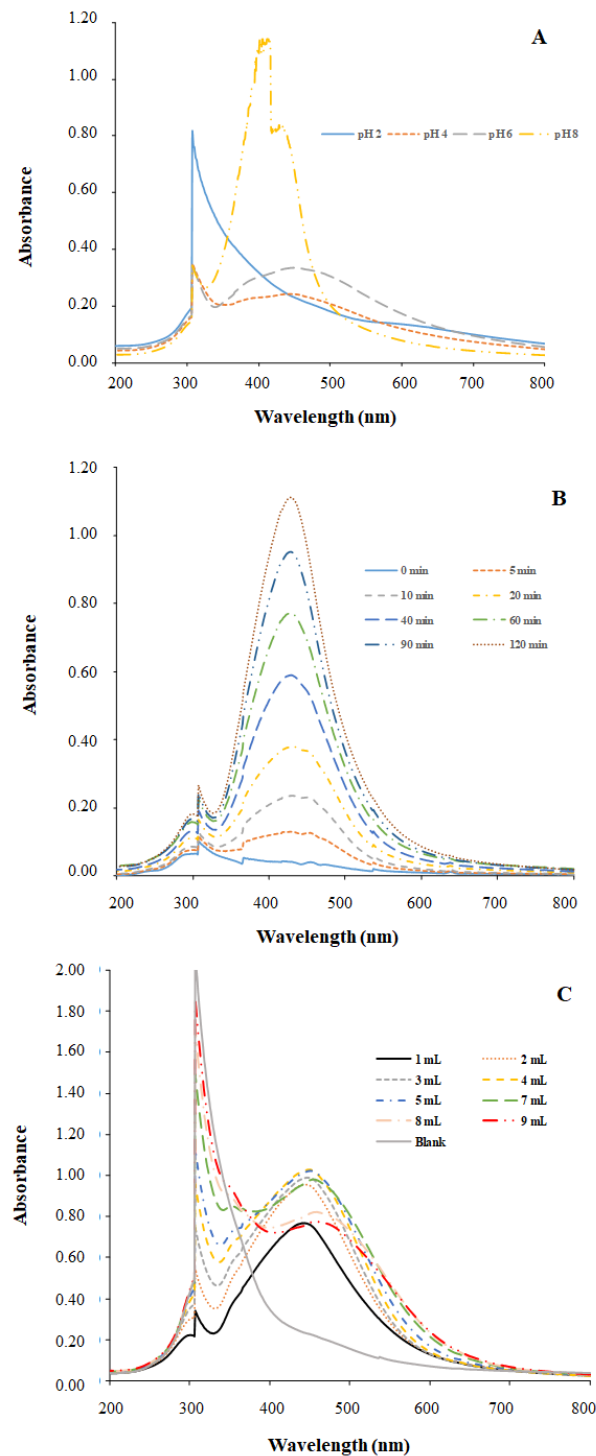 A
1.20
1.00
0.80
0.60
0.40
0.20
0.00
Absorbance
pH 2 pH 4 pH 6 pH 8
200 300 400 500 600 700 800
Wavelength (nm)
B
1.20
1.00
0.80
0.60
0.40
0.20
0.00
Absorbance
0 min 5 min
10 min 20 min
40 min 60 min
90 min 120 min
200 300 400 500 600 700 800
Wavelength (nm)
C
2.00
1.80
1.60
1.40
1.20
1.00
0.80
0.60
0.40
0.20
0.00
Absorbance
1 mL 2 mL
3 mL 4 mL
5 mL 7 mL
8 mL 9 mL
Blank
200 300 400 500 600 700 800
Wavelength (nm)